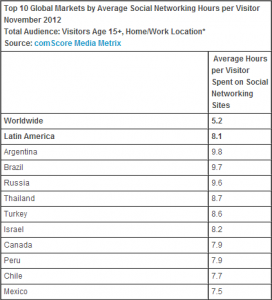 Top 10 Global Markets by Average Social Networking Hours per Visitor
November 2012
Total Audience: Visitors Age 15+, Home/Work Location*
Source: comScore Media Metrix
Average Hours
per Visitor
Spent on Social
Networking
Sites
Worldwide 5.2
Latin America 8.1
Argentina 9.8
Brazil 9.7
Russia 9.6
Thailand 8.7
Turkey 8.6
Israel 8.2
Canada 7.9
Peru 7.9
Chile 7.7
Mexico 7.5